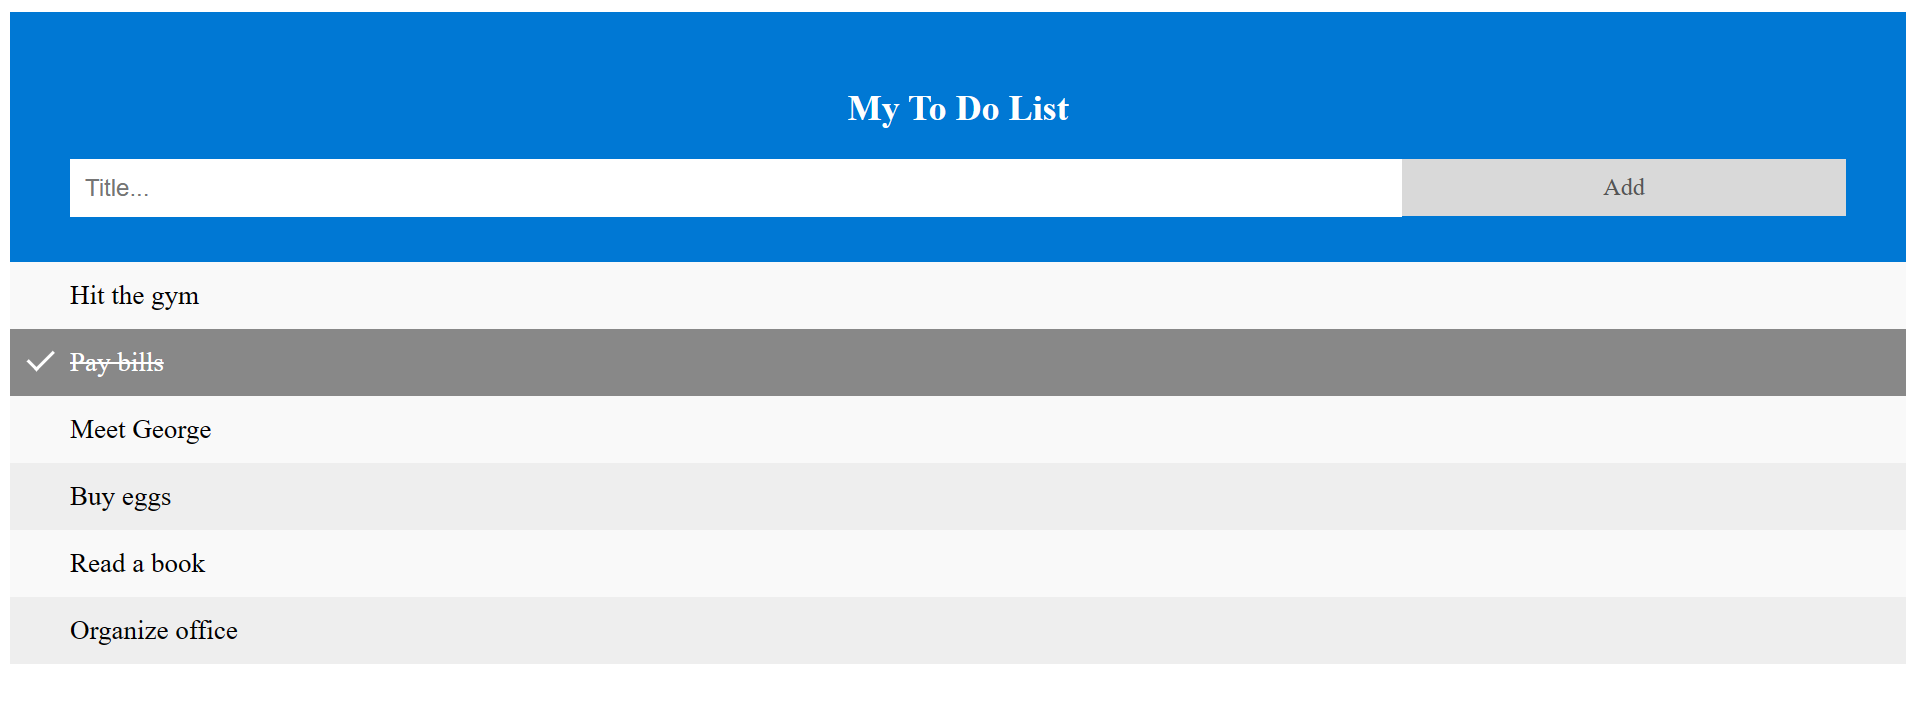 My To Do List
Title...
Add
Hit the gym
Pay bills
Meet George
Buy eggs
Read a book
Organize office